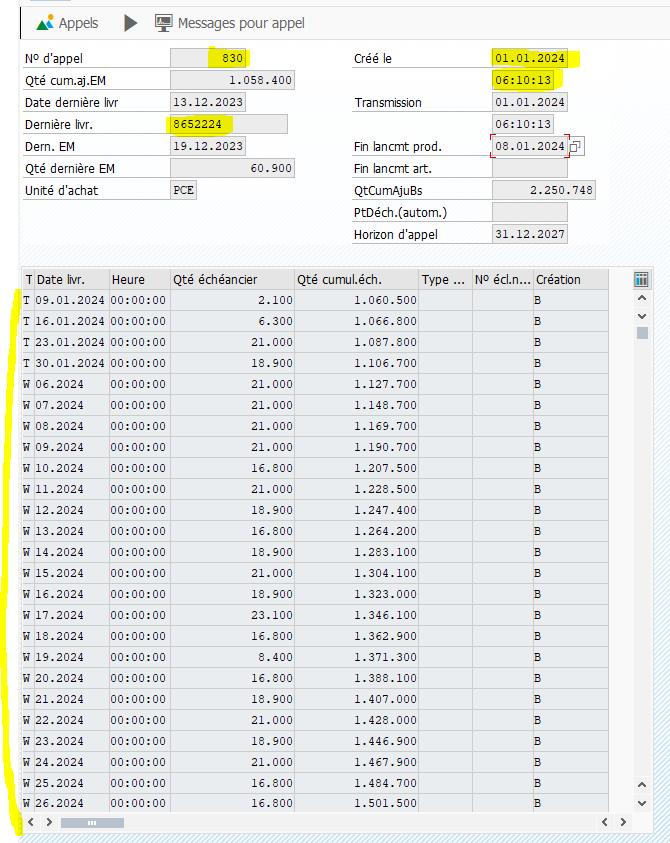 Appels Messages pour appel
Nº d'appel 830 Créé le 01.01.2024
Qté cum.aj.EM 1.058.400 06:10:13
Date dernière livr 13.12.2023 Transmission 01.01.2024
Dernière livr. 8652224 06:10:13
Dern. EM 19.12.2023 Fin lancmt prod. 08.01.2024
Qté dernière EM 60.900 Fin lancmt art.
Unité d'achat PCE QtCumAjuBs 2.250.748
PtDéch.(autom.)
Horizon d'appel 31.12.2027
T Date livr. Heure Qté échéancier Qté cumul.éch. Type ... Nº écl.n... Création
T 09.01.2024 00:00:00 2.100 1.060.500 B
T 16.01.2024 00:00:00 6.300 1.066.800 B
T 23.01.2024 00:00:00 21.000 1.087.800 B
T 30.01.2024 00:00:00 18.900 1.106.700 B
W 06.2024 00:00:00 21.000 1.127.700 B
W 07.2024 00:00:00 21.000 1.148.700 B
W 08.2024 00:00:00 21.000 1.169.700 B
W 09.2024 00:00:00 21.000 1.190.700 B
W 10.2024 00:00:00 16.800 1.207.500 B
W 11.2024 00:00:00 21.000 1.228.500 B
W 12.2024 00:00:00 18.900 1.247.400 B
W 13.2024 00:00:00 16.800 1.264.200 B
W 14.2024 00:00:00 18.900 1.283.100 B
W 15.2024 00:00:00 21.000 1.304.100 B
W 16.2024 00:00:00 18.900 1.323.000 B
W 17.2024 00:00:00 23.100 1.346.100 B
W 18.2024 00:00:00 16.800 1.362.900 B
W 19.2024 00:00:00 8.400 1.371.300 B
W 20.2024 00:00:00 16.800 1.388.100 B
W 21.2024 00:00:00 18.900 1.407.000 B
W 22.2024 00:00:00 21.000 1.428.000 B
W 23.2024 00:00:00 18.900 1.446.900 B
W 24.2024 00:00:00 21.000 1.467.900 B
W 25.2024 00:00:00 16.800 1.484.700 B
W 26.2024 00:00:00 16.800 1.501.500 B